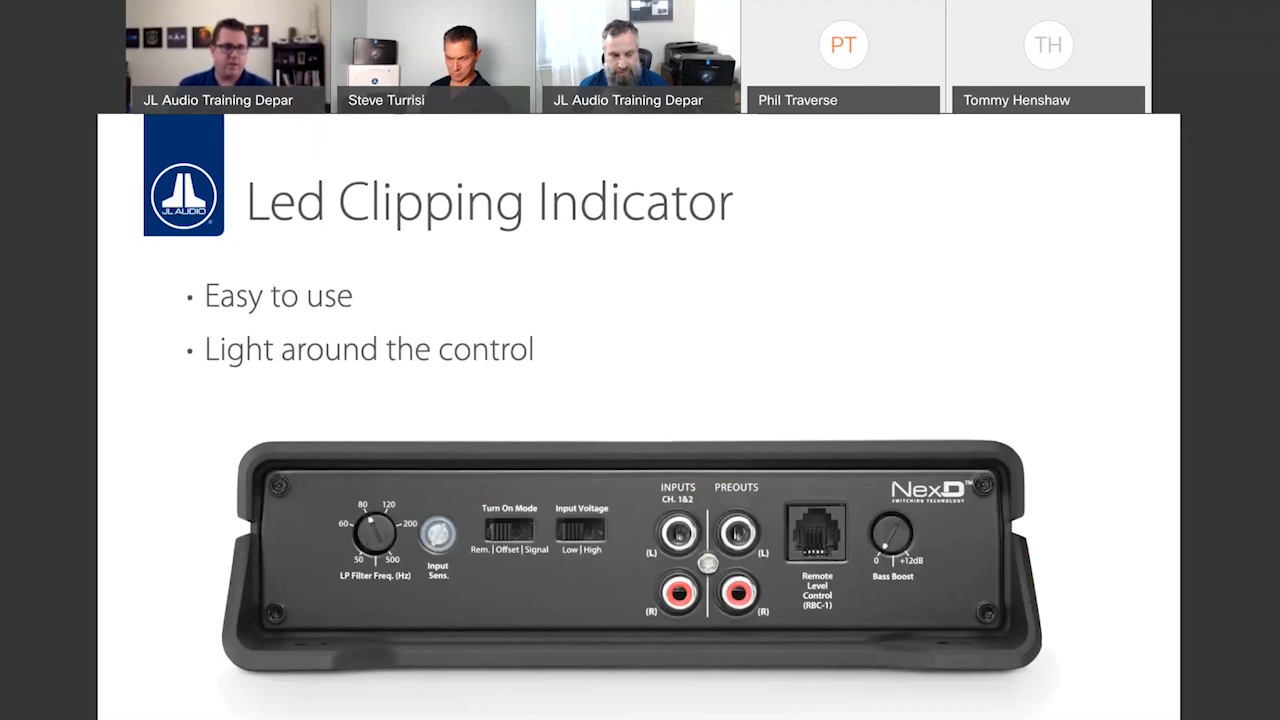 JL Audio Training Depar
Steve Turrisi
JL Audio Training Depar
PT
Phil Traverse
TH
Tommy Henshaw
JL AUDIO
Led Clipping Indicator
• Easy to use
• Light around the control
INPUTS
CH. 1&2
PREOUTS
NexD™
SWITCHING TECHNOLOGY
80 120
60 200
50 500
LP Filter Freq. (Hz)
Input
Sens.
Turn On Mode
Rem. | Offset | Signal
Input Voltage
Low | High
(L) (L)
(R) (R)
Remote
Level
Control
(RBC-1)
0 +12dB
Bass Boost